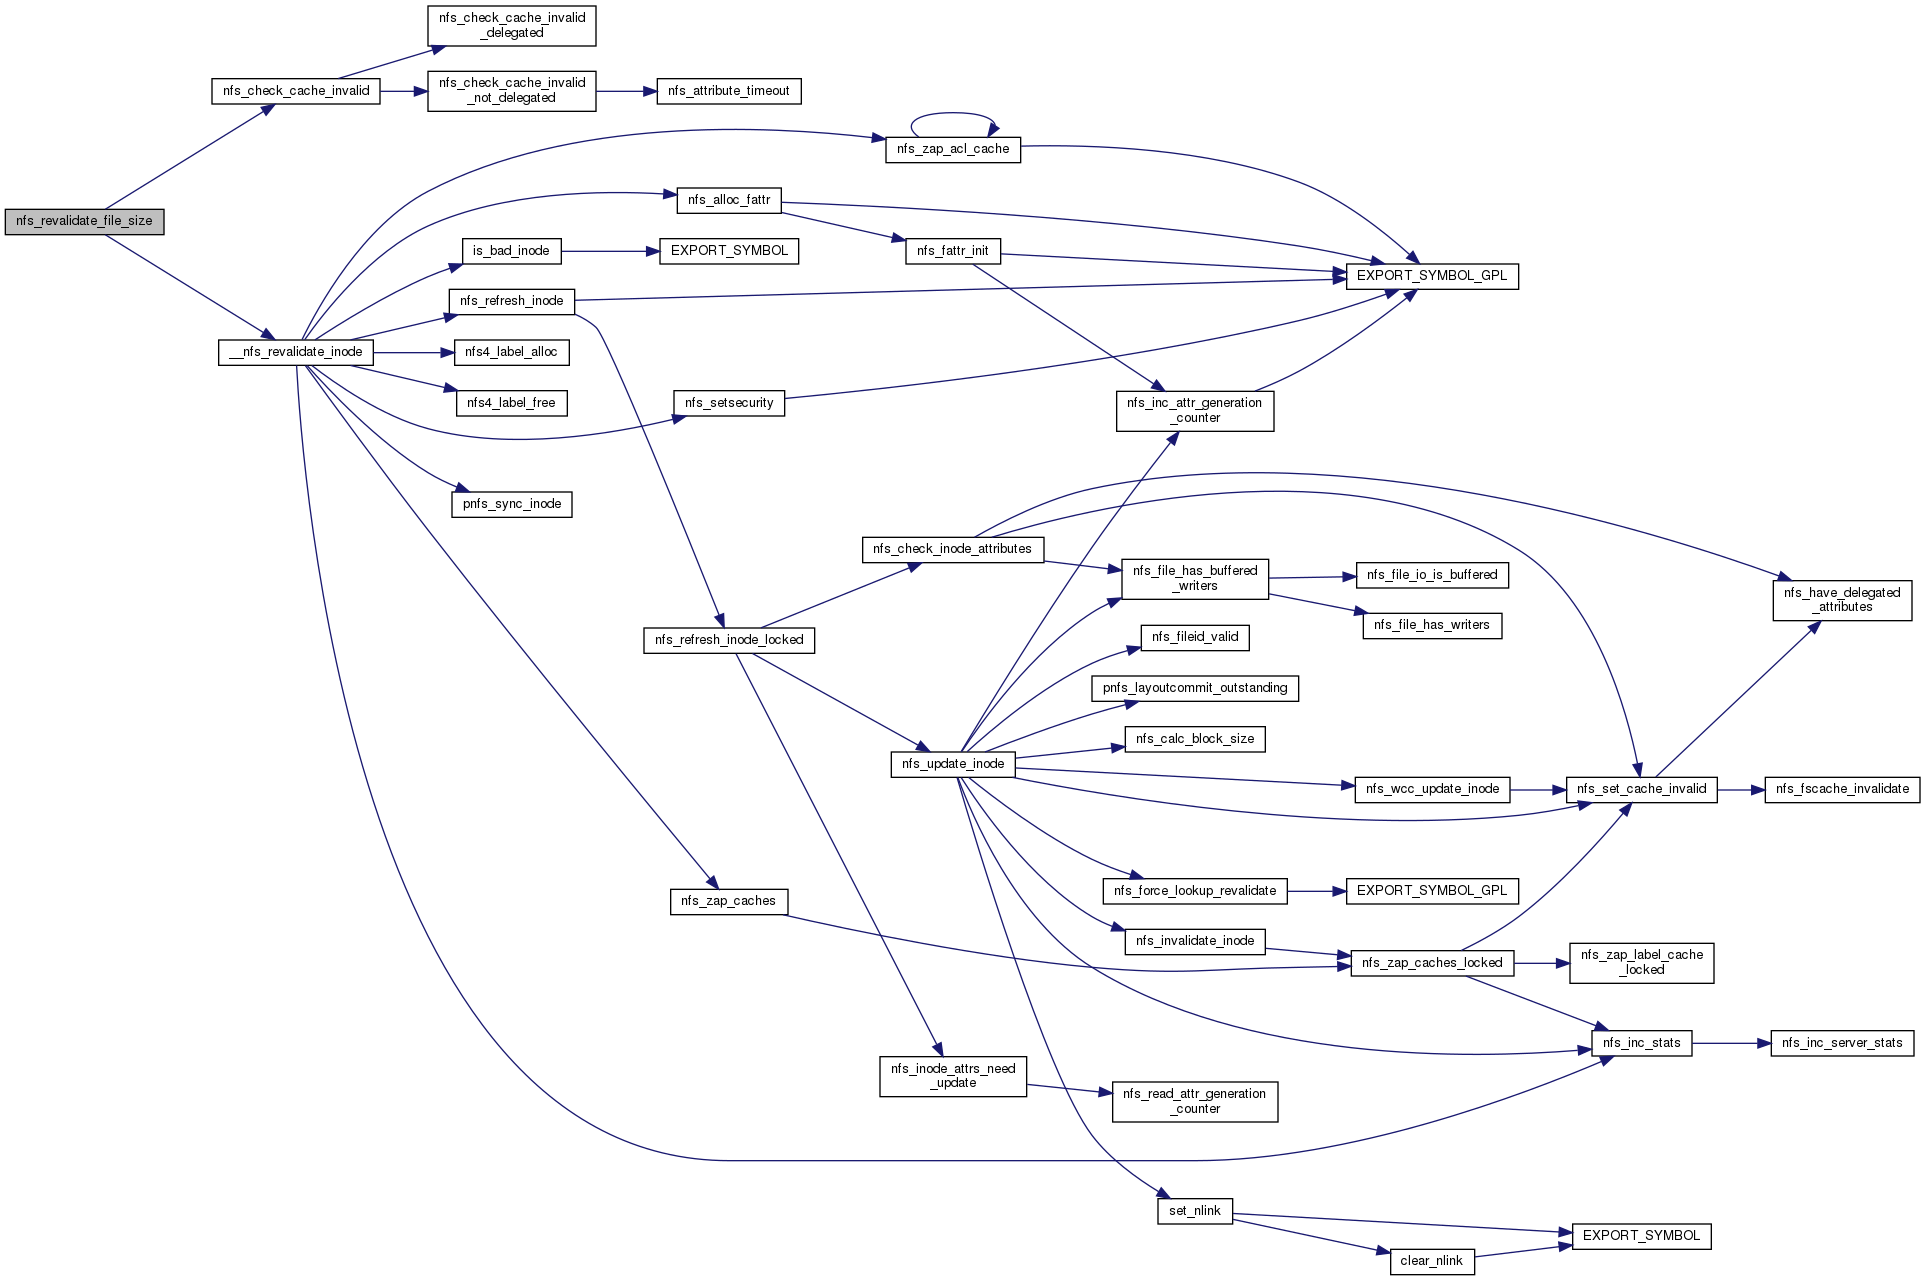 nfs_check_cache_invalid
_delegated
nfs_check_cache_invalid
nfs_check_cache_invalid
_not_delegated
nfs_attribute_timeout
nfs_zap_acl_cache
nfs_alloc_fattr
nfs_revalidate_file_size
is_bad_inode
EXPORT_SYMBOL
nfs_fattr_init
EXPORT_SYMBOL_GPL
nfs_refresh_inode
__nfs_revalidate_inode
nfs4_label_alloc
nfs4_label_free
nfs_setsecurity
nfs_inc_attr_generation
_counter
pnfs_sync_inode
nfs_check_inode_attributes
nfs_file_has_buffered
_writers
nfs_file_io_is_buffered
nfs_have_delegated
_attributes
nfs_file_has_writers
nfs_refresh_inode_locked
nfs_fileid_valid
pnfs_layoutcommit_outstanding
nfs_calc_block_size
nfs_update_inode
nfs_wcc_update_inode
nfs_set_cache_invalid
nfs_fscache_invalidate
nfs_zap_caches
nfs_force_lookup_revalidate
EXPORT_SYMBOL_GPL
nfs_invalidate_inode
nfs_zap_caches_locked
nfs_zap_label_cache
_locked
nfs_inc_stats
nfs_inc_server_stats
nfs_inode_attrs_need
_update
nfs_read_attr_generation
_counter
set_nlink
EXPORT_SYMBOL
clear_nlink